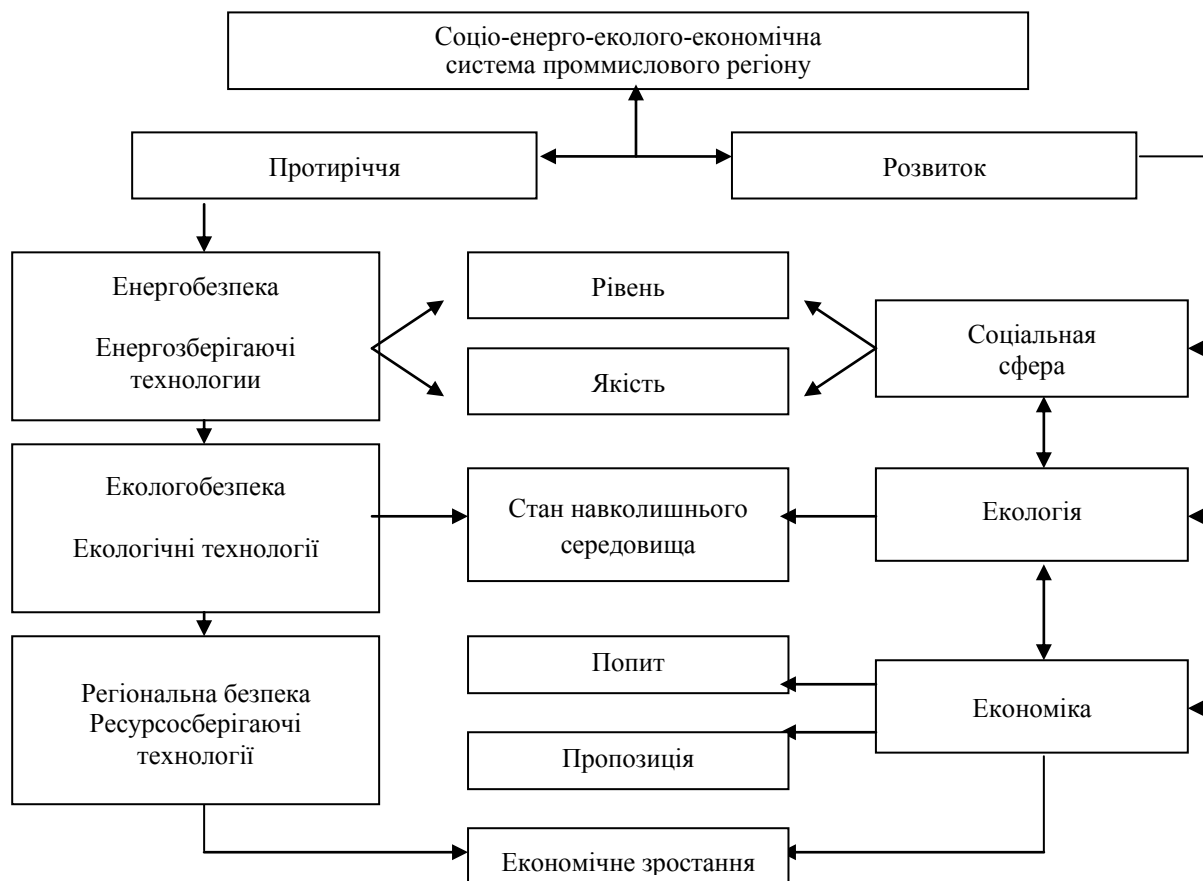 Соціо-енерго-еколого-економічна
система проммислового регіону
Протиріччя
Розвиток
Енергобезпека
Енергозберігаючі
технологии
Рівень
Якість
Соціальная
сфера
Екологобезпека
Екологічні технології
Стан навколишнього
середовища
Екологія
Регіональна безпека
Ресурсосберігаючі
технології
Попит
Пропозиція
Економіка
Економічне зростання